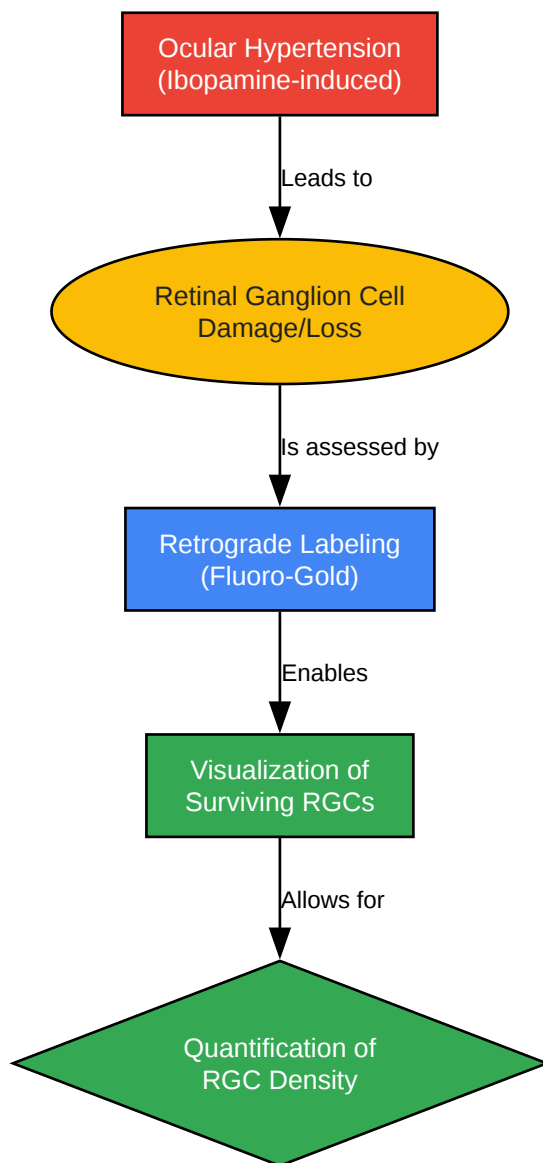 Ocular Hypertension
(Ibopamine-induced)
Leads to
Retinal Ganglion Cell
Damage/Loss
Is assessed by
Retrograde Labeling
(Fluoro-Gold)
Enables
Visualization of
Surviving RGCs
Allows for
Quantification of
RGC Density